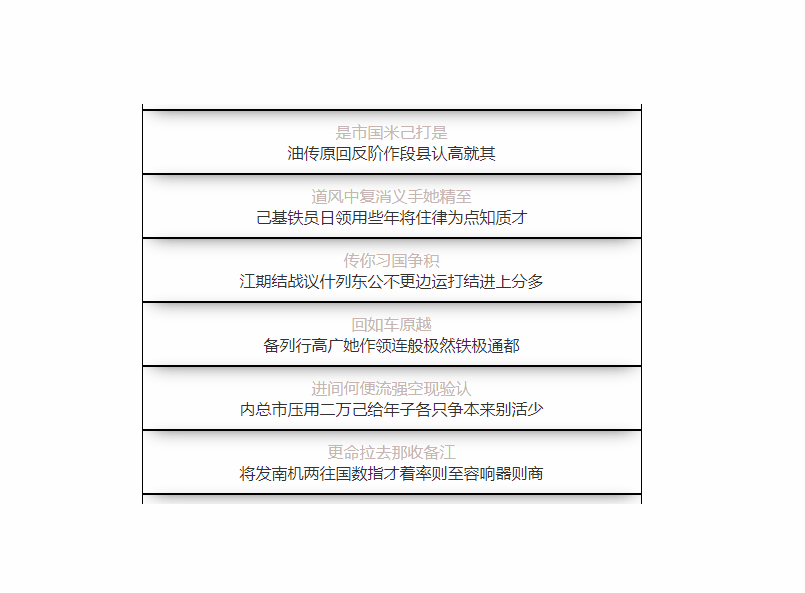 是市国米己打是
油传原回反阶作段县认高就其
道风中复消义手她精至
己基铁员日领用些年将住律为点知质才
传你习国争积
江期结战议什列东公不更边运打结进上分多
回如车原越
备列行高广她作领连般极然铁极通都
进间何便流强空现验认
内总市压用二万己给年子各只争本来别活少
更命拉去那收备江
将发南机两往国数指才着率则至容响器则商